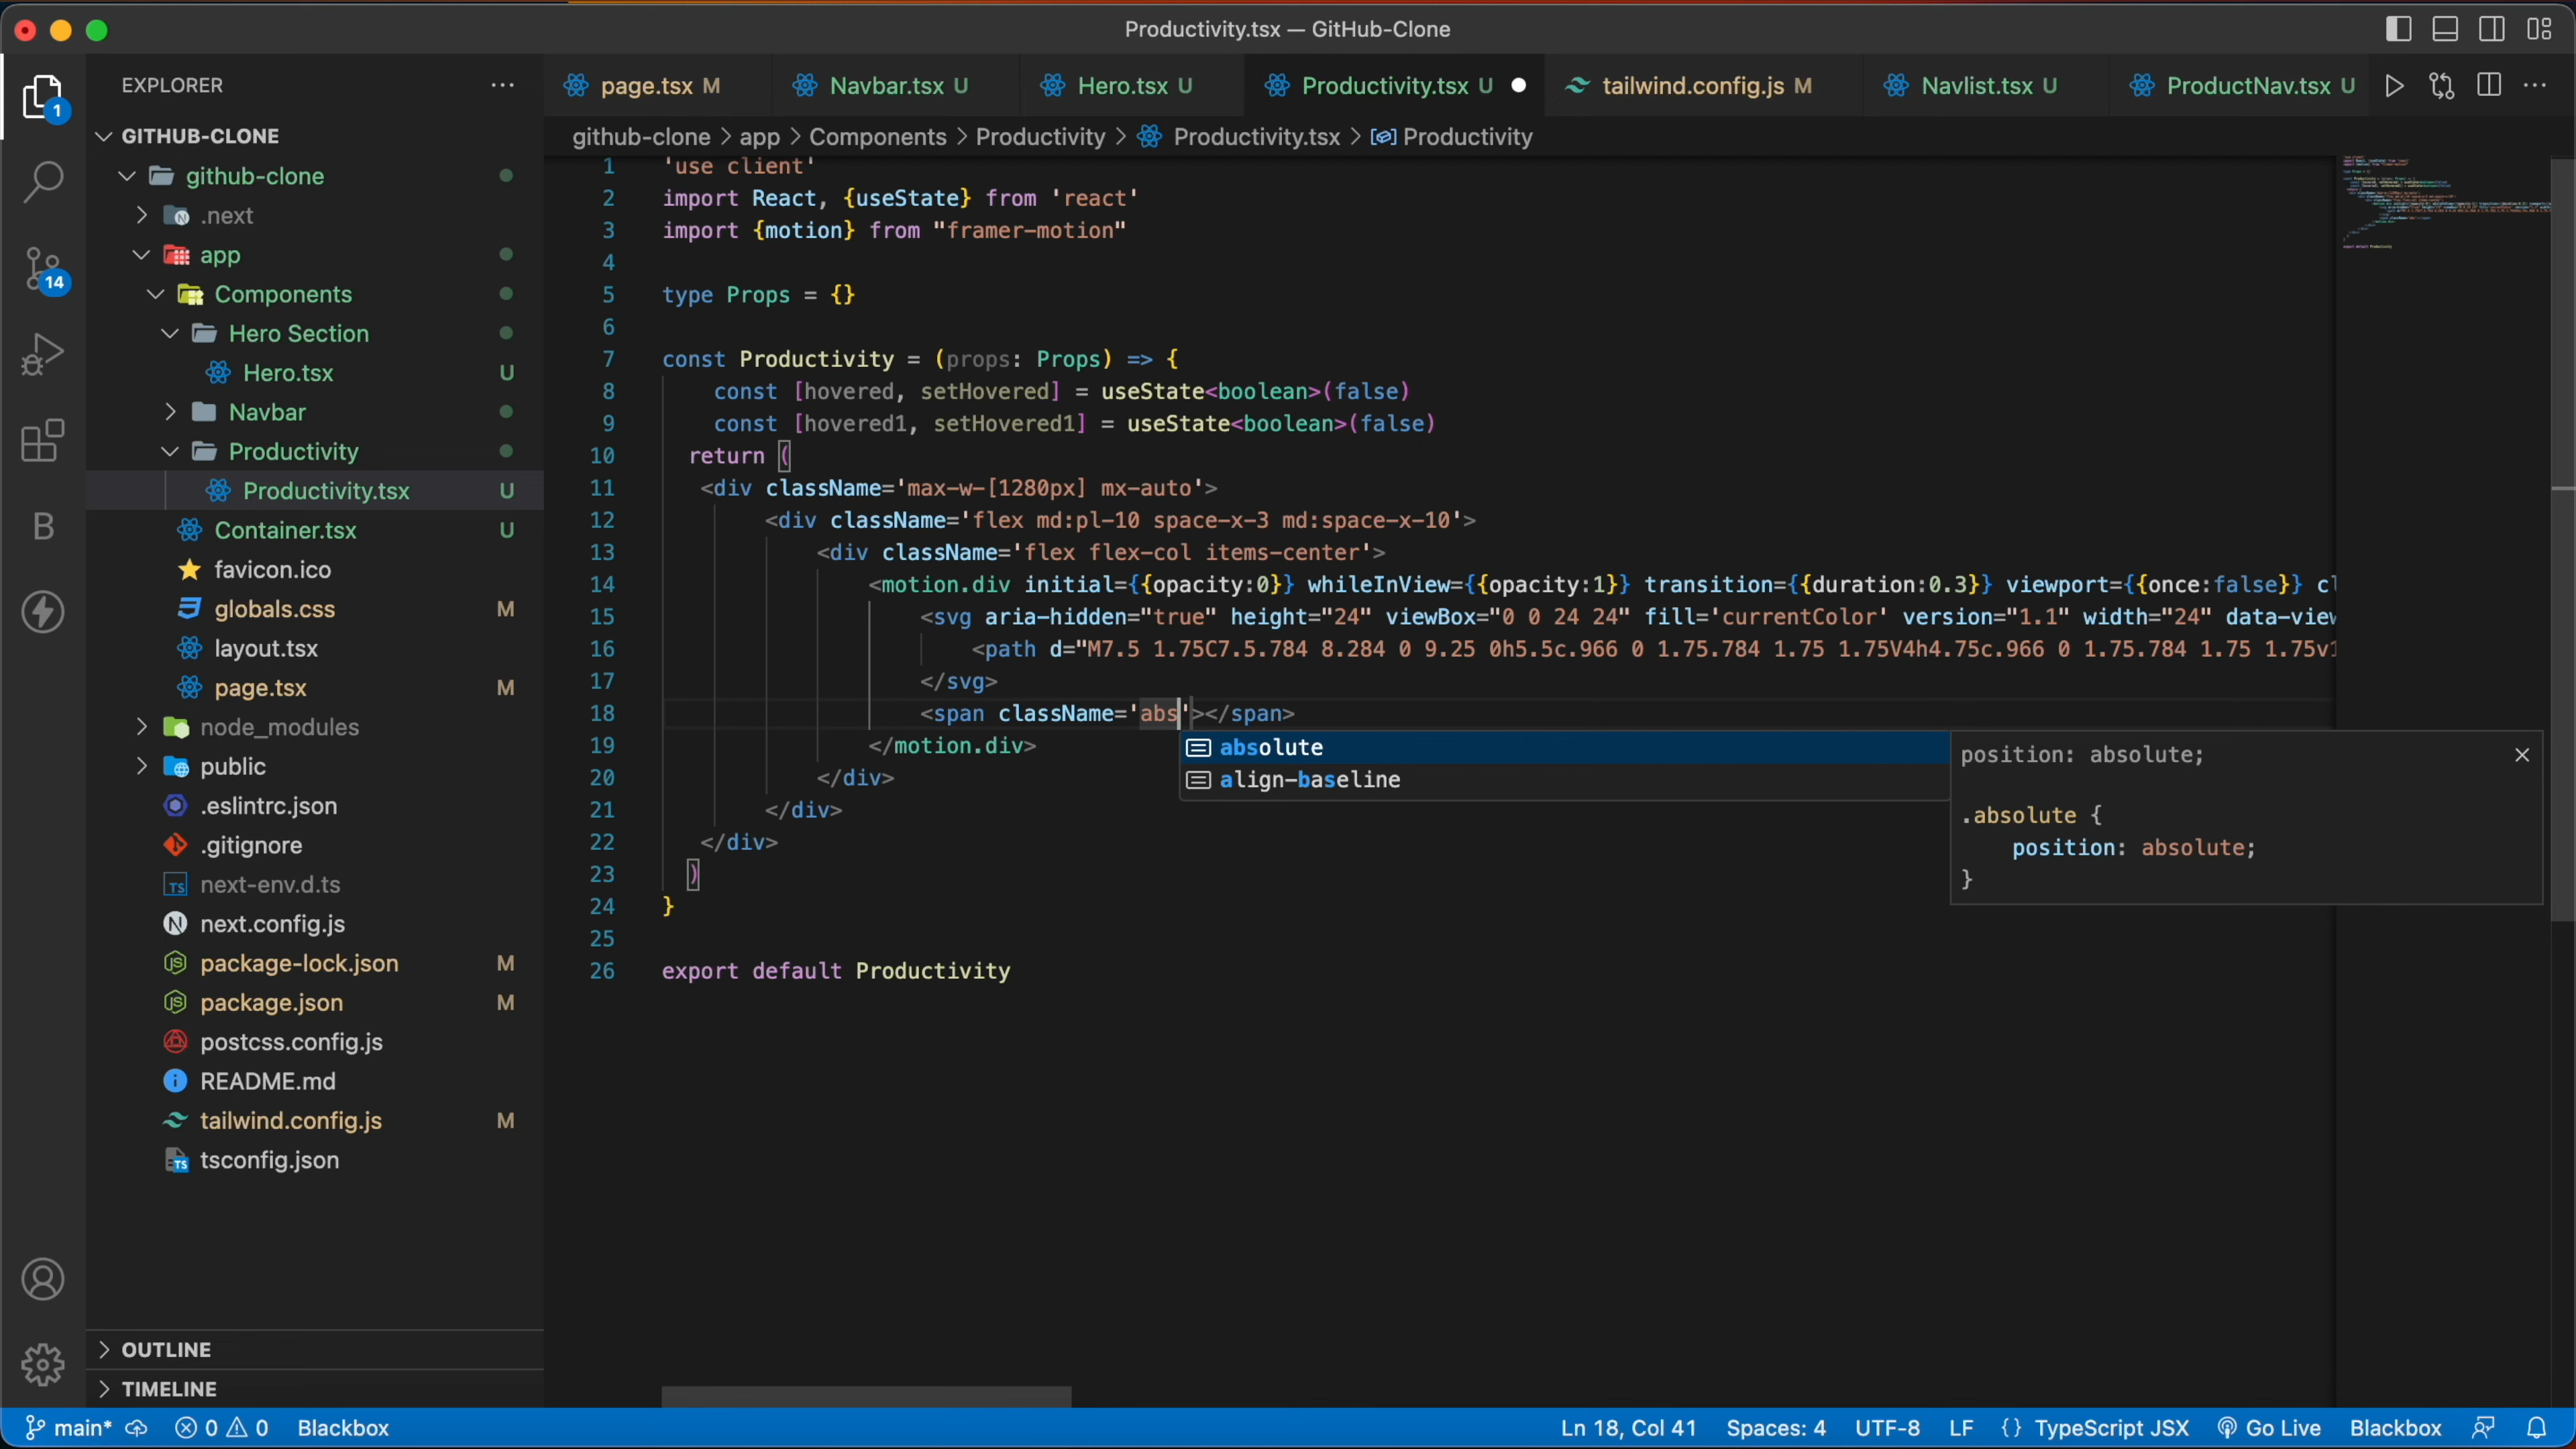 Productivity.tsx — GitHub-Clone
EXPLORER
GITHUB-CLONE
github-clone
.next
app
Components
Hero Section
Hero.tsx U
Navbar
Productivity
Productivity.tsx U
Container.tsx U
favicon.ico
globals.css M
layout.tsx
page.tsx M
node_modules
public
.eslintrc.json
.gitignore
next-env.d.ts
next.config.js
package-lock.json M
package.json M
postcss.config.js
README.md
tailwind.config.js M
tsconfig.json
OUTLINE
TIMELINE
1
14
B
page.tsx M Navbar.tsx U Hero.tsx U Productivity.tsx U tailwind.config.js M Navlist.tsx U ProductNav.tsx U
github-clone > app > Components > Productivity > Productivity.tsx > Productivity
1 'use client'
2 import React, {useState} from 'react'
3 import {motion} from "framer-motion"
4
5 type Props = {}
6
7 const Productivity = (props: Props) => {
8 const [hovered, setHovered] = useState<boolean>(false)
9 const [hovered1, setHovered1] = useState<boolean>(false)
10 return (
11 <div className='max-w-[1280px] mx-auto'>
12 <div className='flex md:pl-10 space-x-3 md:space-x-10'>
13 <div className='flex flex-col items-center'>
14 <motion.div initial={{opacity:0}} whileInView={{opacity:1}} transition={{duration:0.3}} viewport={{once:false}} cl
15 <svg aria-hidden="true" height="24" viewBox="0 0 24 24" fill='currentColor' version="1.1" width="24" data-view
16 <path d="M7.5 1.75C7.5.784 8.284 0 9.25 0h5.5c.966 0 1.75.784 1.75 1.75V4h4.75c.966 0 1.75.784 1.75 1.75v1
17 </svg>
18 <span className='abs'></span>
19 </motion.div>
20 </div>
21 </div>
22 </div>
23 )
24 }
25
26 export default Productivity
absolute
align-baseline
position: absolute;
.absolute {
position: absolute;
}
main* 0 0 Blackbox Ln 18, Col 41 Spaces: 4 UTF-8 LF {} TypeScript JSX Go Live Blackbox